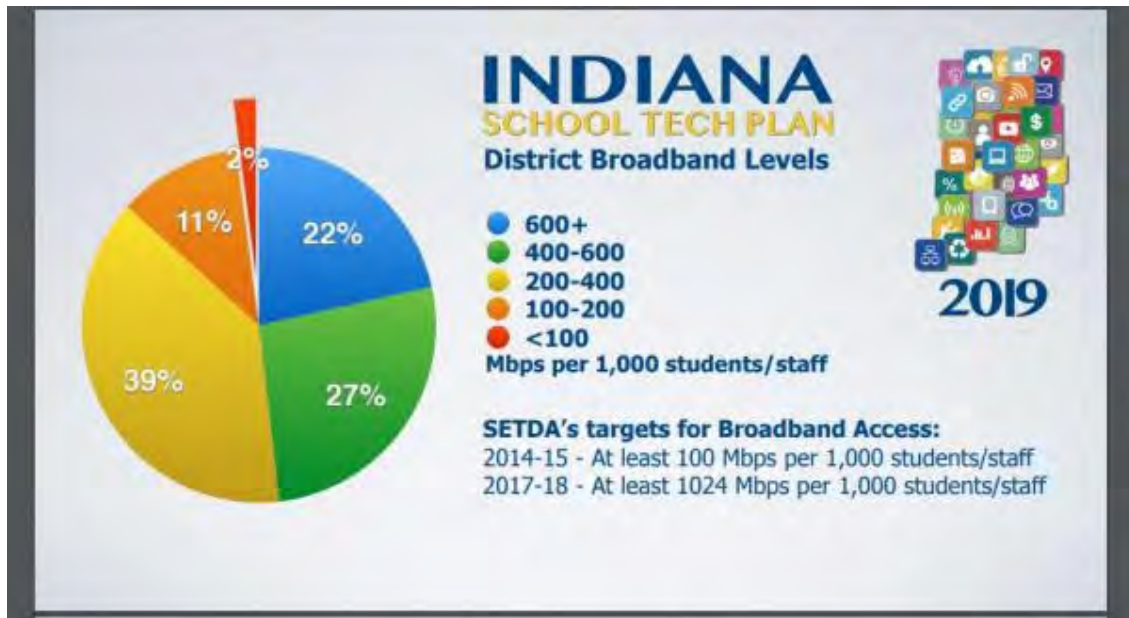 INDIANA
SCHOOL TECH PLAN
District Broadband Levels
2%
11%
22%
39%
27%
600+
400-600
200-400
100-200
<100
Mbps per 1,000 students/staff
SETDA's targets for Broadband Access:
2014-15 - At least 100 Mbps per 1,000 students/staff
2017-18 - At least 1024 Mbps per 1,000 students/staff
$
%
2019